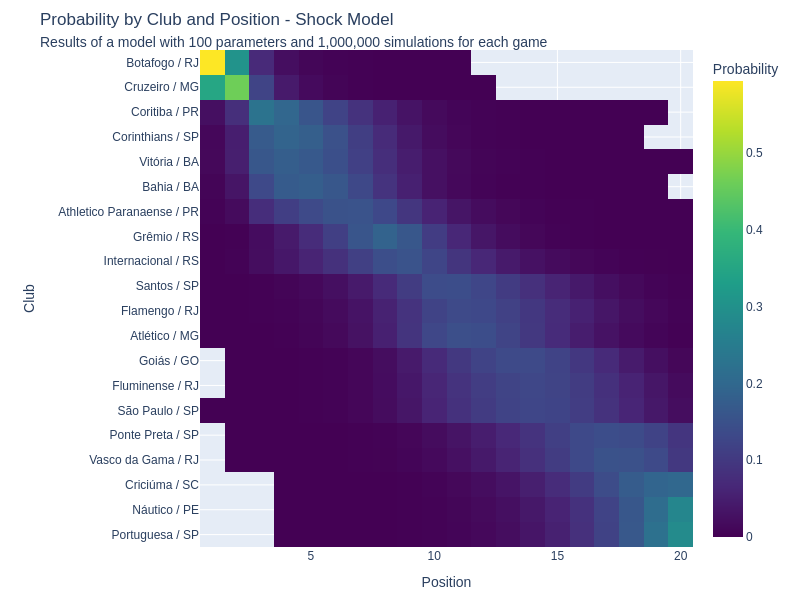 Probability by Club and Position - Shock Model
Results of a model with 100 parameters and 1,000,000 simulations for each game
Probability
Botafogo / RJ
Cruzeiro / MG
Coritiba / PR
Corinthians / SP
Vitória / BA
Bahia / BA
Athletico Paranaense / PR
Grêmio / RS
Internacional / RS
Santos / SP
Flamengo / RJ
Atlético / MG
Goiás / GO
Fluminense / RJ
São Paulo / SP
Ponte Preta / SP
Vasco da Gama / RJ
Criciúma / SC
Náutico / PE
Portuguesa / SP
Club
5
10
15
20
Position
0.5
0.4
0.3
0.2
0.1
0